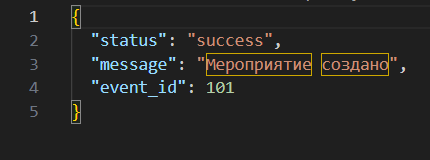 1 {
2 "status": "success",
3 "message": "Мероприятие создано",
4 "event_id": 101
5 }